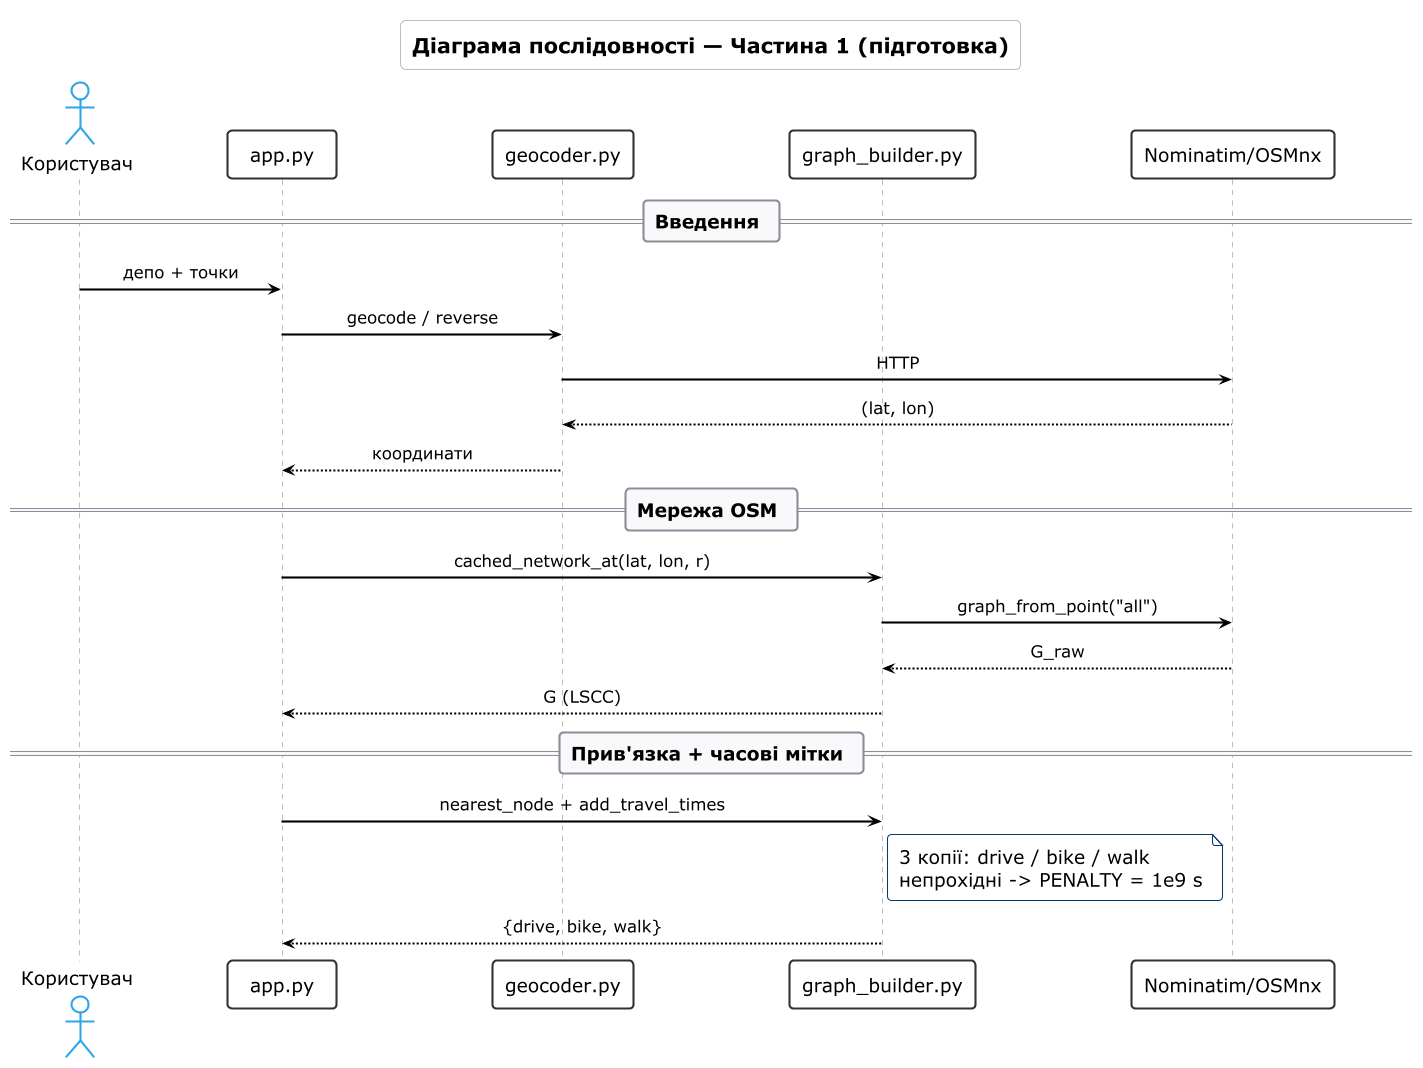 Діаграма послідовності — Частина 1 (підготовка)
Користувач
app.py
geocoder.py
graph_builder.py
Nominatim/OSMnx
Введення
депо + точки
geocode / reverse
HTTP
(lat, lon)
координати
Мережа OSM
cached_network_at(lat, lon, r)
graph_from_point("all")
G_raw
G (LSCC)
Прив'язка + часові мітки
nearest_node + add_travel_times
3 копії: drive / bike / walk
непрохідні -> PENALTY = 1e9 s
{drive, bike, walk}
Користувач
app.py
geocoder.py
graph_builder.py
Nominatim/OSMnx